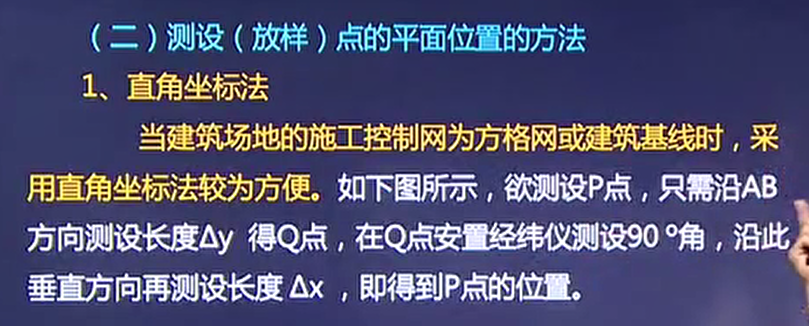 （二）测设（放样）点的平面位置的方法
1、直角坐标法
当建筑场地的施工控制网为方格网或建筑基线时，采
用直角坐标法较为方便。如下图所示，欲测设P点，只需沿AB
方向测设长度Δy 得Q点，在Q点安置经纬仪测设90 º角，沿此
垂直方向再测设长度 Δx ，即得到P点的位置。